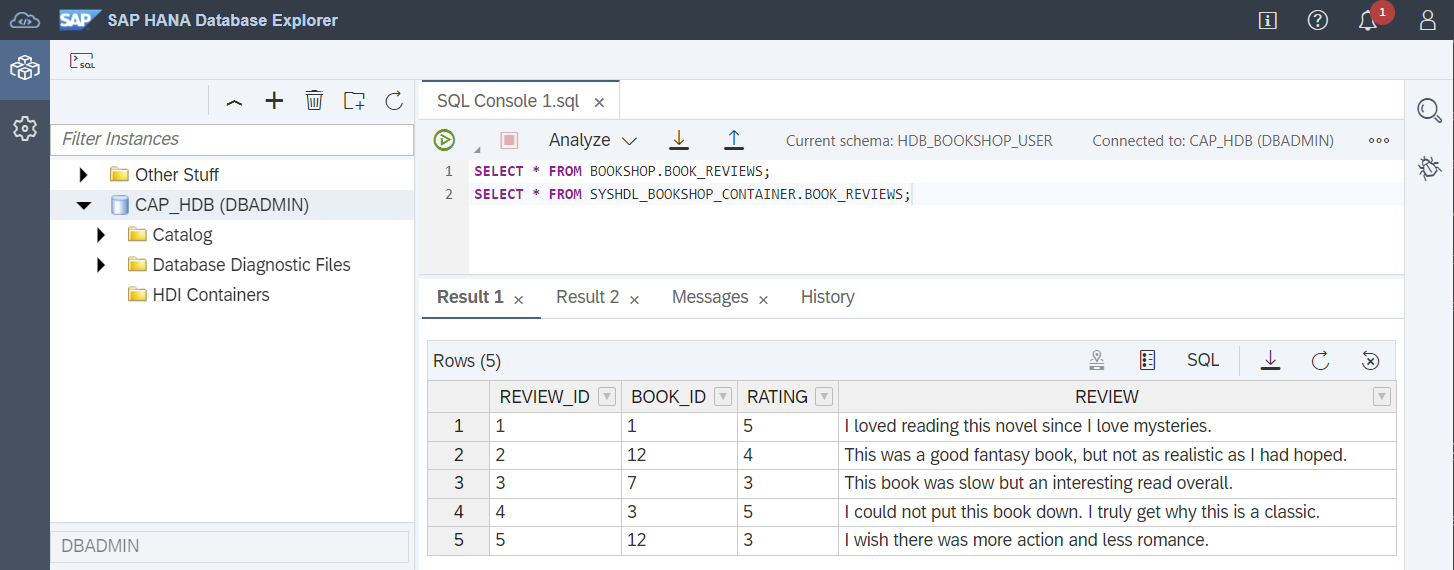 SAP SAP HANA Database Explorer 1
SQL
Filter Instances
Other Stuff
CAP_HDB (DBADMIN)
Catalog
Database Diagnostic Files
HDI Containers
DBADMIN
SQL Console 1.sql
Analyze Current schema: HDB_BOOKSHOP_USER Connected to: CAP_HDB (DBADMIN)
1 SELECT * FROM BOOKSHOP.BOOK_REVIEWS;
2 SELECT * FROM SYSHDL_BOOKSHOP_CONTAINER.BOOK_REVIEWS;
Result 1 Result 2 Messages History
Rows (5) SQL
REVIEW_ID BOOK_ID RATING REVIEW
1 1 1 5 I loved reading this novel since I love mysteries.
2 2 12 4 This was a good fantasy book, but not as realistic as I had hoped.
3 3 7 3 This book was slow but an interesting read overall.
4 4 3 5 I could not put this book down. I truly get why this is a classic.
5 5 12 3 I wish there was more action and less romance.